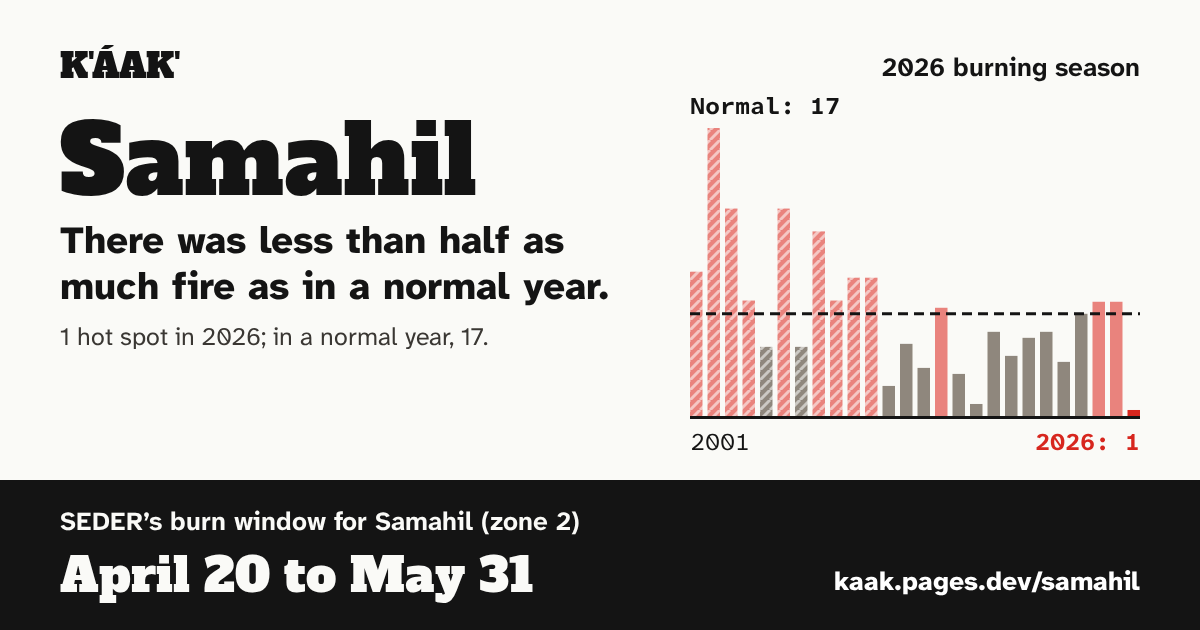 K'ÁAK'
2026 burning season
Samahil
There was less than half as
much fire as in a normal year.
1 hot spot in 2026; in a normal year, 17.
Normal: 17
2001
2026: 1
SEDER’s burn window for Samahil (zone 2)
April 20 to May 31
kaak.pages.dev/samahil